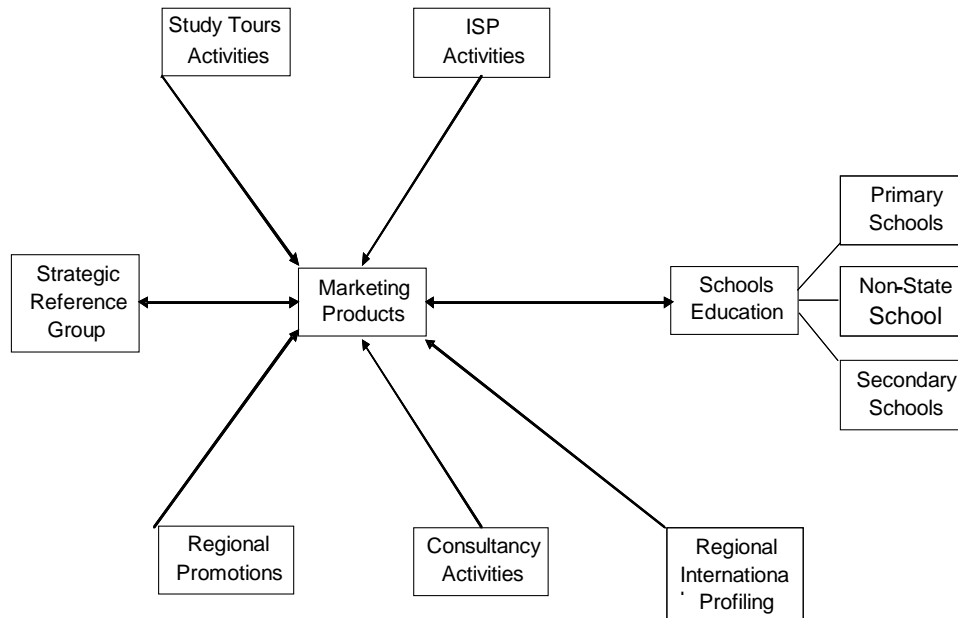 Study Tours
Activities
ISP
Activities
Primary
Schools
Strategic
Reference
Group
Marketing
Products
Schools
Education
Non-State
School
Secondary
Schools
Regional
Promotions
Consultancy
Activities
Regional
Internationa
Profiling